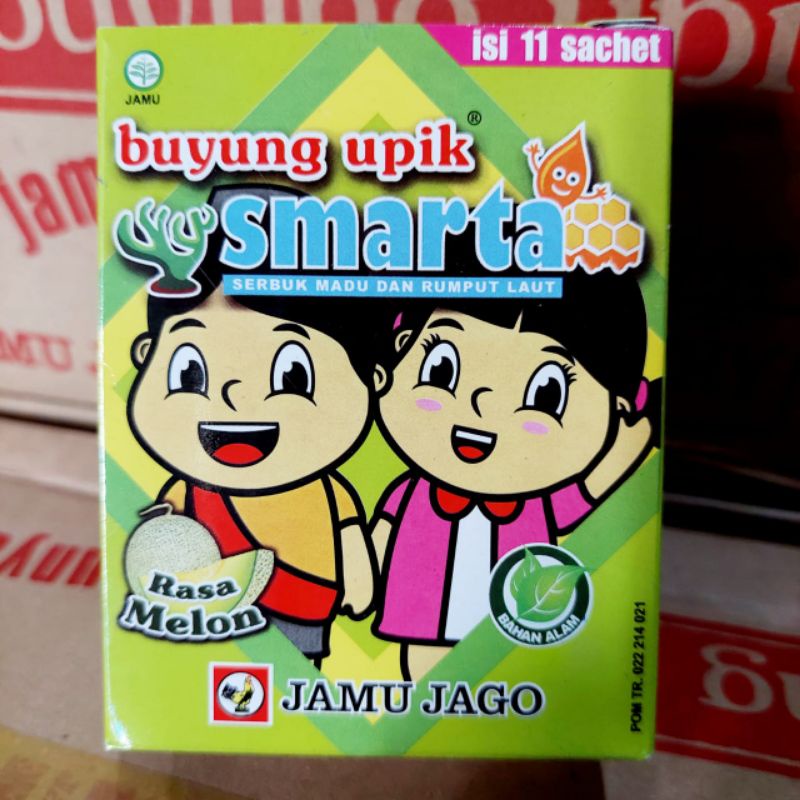 isi 11 sachet
JAMU
buyung upik®
smarta
SERBUK MADU DAN RUMPUT LAUT
Rasa
Melon
BAHAN ALAM
JAMU JAGO
POM TR. 022 214 021